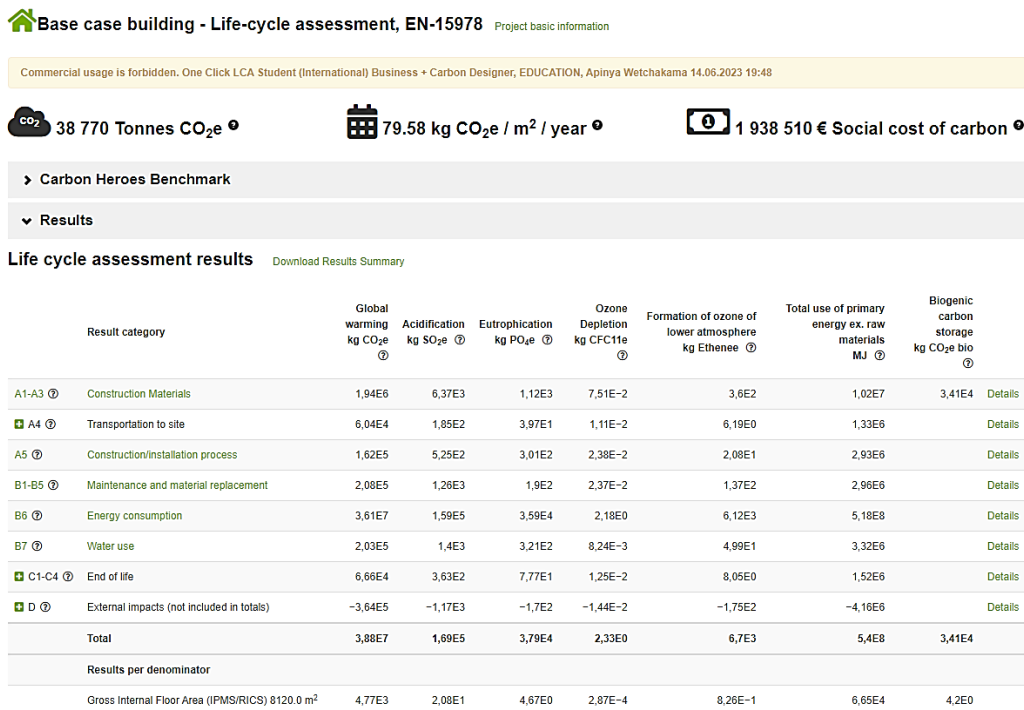 Base case building - Life-cycle assessment, EN-15978 Project basic information
Commercial usage is forbidden. One Click LCA Student (International) Business + Carbon Designer, EDUCATION, Apinya Wetchakama 14.06.2023 19:48
CO₂ 38 770 Tonnes CO₂e ? 79.58 kg CO₂e / m² / year ? 1 938 510 € Social cost of carbon ?
Carbon Heroes Benchmark
Results
Life cycle assessment results Download Results Summary
Result category Global warming kg CO₂e ? Acidification kg SO₂e ? Eutrophication kg PO₄e ? Ozone Depletion kg CFC11e ? Formation of ozone of lower atmosphere kg Ethenee ? Total use of primary energy ex. raw materials MJ ? Biogenic carbon storage kg CO₂e bio ?
A1-A3 ? Construction Materials 1,94E6 6,37E3 1,12E3 7,51E−2 3,6E2 1,02E7 3,41E4 Details
A4 ? Transportation to site 6,04E4 1,85E2 3,97E1 1,11E−2 6,19E0 1,33E6 Details
A5 ? Construction/installation process 1,62E5 5,25E2 3,01E2 2,38E−2 2,08E1 2,93E6 Details
B1-B5 ? Maintenance and material replacement 2,08E5 1,26E3 1,9E2 2,37E−2 1,37E2 2,96E6 Details
B6 ? Energy consumption 3,61E7 1,59E5 3,59E4 2,18E0 6,12E3 5,18E8 Details
B7 ? Water use 2,03E5 1,4E3 3,21E2 8,24E−3 4,99E1 3,32E6 Details
C1-C4 ? End of life 6,66E4 3,63E2 7,77E1 1,25E−2 8,05E0 1,52E6 Details
D ? External impacts (not included in totals) −3,64E5 −1,17E3 −1,7E2 −1,44E−2 −1,75E2 −4,16E6 Details
Total 3,88E7 1,69E5 3,79E4 2,33E0 6,7E3 5,4E8 3,41E4
Results per denominator
Gross Internal Floor Area (IPMS/RICS) 8120.0 m² 4,77E3 2,08E1 4,67E0 2,87E−4 8,26E−1 6,65E4 4,2E0